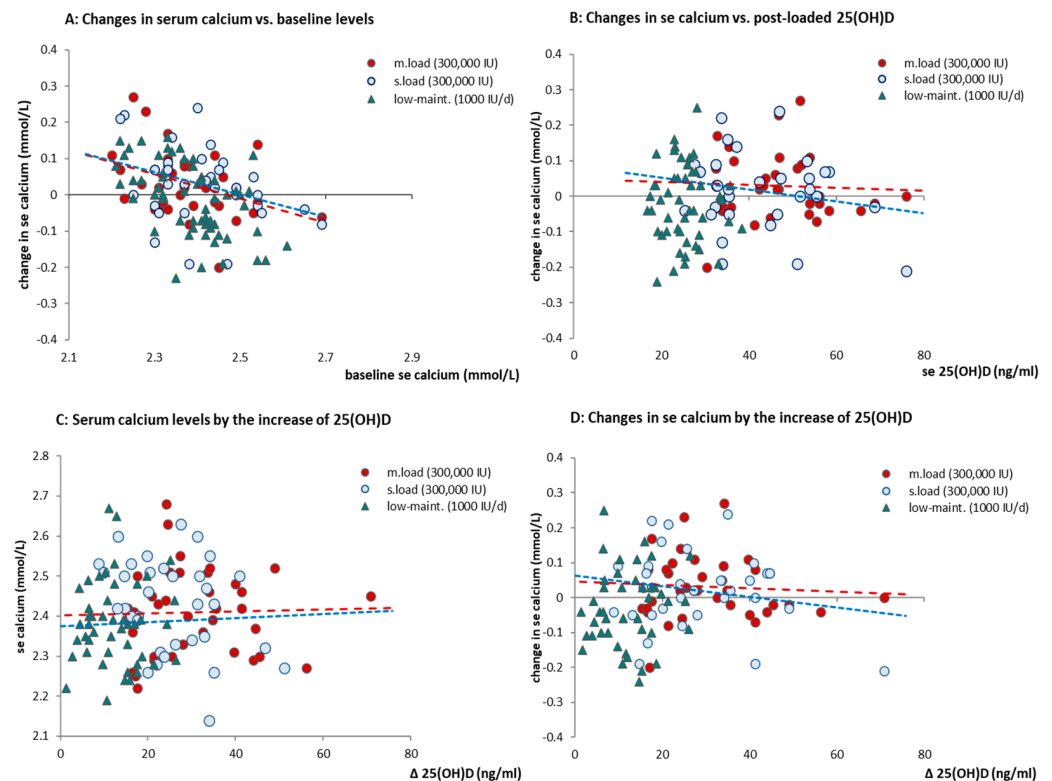 A: Changes in serum calcium vs. baseline levels
0.4
0.3
0.2
0.1
0
-0.1
-0.2
-0.3
-0.4
change in se calcium (mmol/L)
m.load (300,000 IU)
s.load (300,000 IU)
low-maint. (1000 IU/d)
2.1
2.3
2.5
2.7
2.9
baseline se calcium (mmol/L)
B: Changes in se calcium vs. post-loaded 25(OH)D
0.4
0.3
0.2
0.1
0
-0.1
-0.2
-0.3
-0.4
change in se calcium (mmol/L)
m.load (300,000 IU)
s.load (300,000 IU)
low-maint. (1000 IU/d)
0
20
40
60
80
se 25(OH)D (ng/ml)
C: Serum calcium levels by the increase of 25(OH)D
2.8
2.7
2.6
2.5
2.4
2.3
2.2
2.1
se calcium (mmol/L)
m.load (300,000 IU)
s.load (300,000 IU)
low-maint. (1000 IU/d)
0
20
40
60
80
Δ 25(OH)D (ng/ml)
D: Changes in se calcium by the increase of 25(OH)D
0.4
0.3
0.2
0.1
0
-0.1
-0.2
-0.3
-0.4
change in se calcium (mmol/L)
m.load (300,000 IU)
s.load (300,000 IU)
low-maint. (1000 IU/d)
0
20
40
60
80
Δ 25(OH)D (ng/ml)